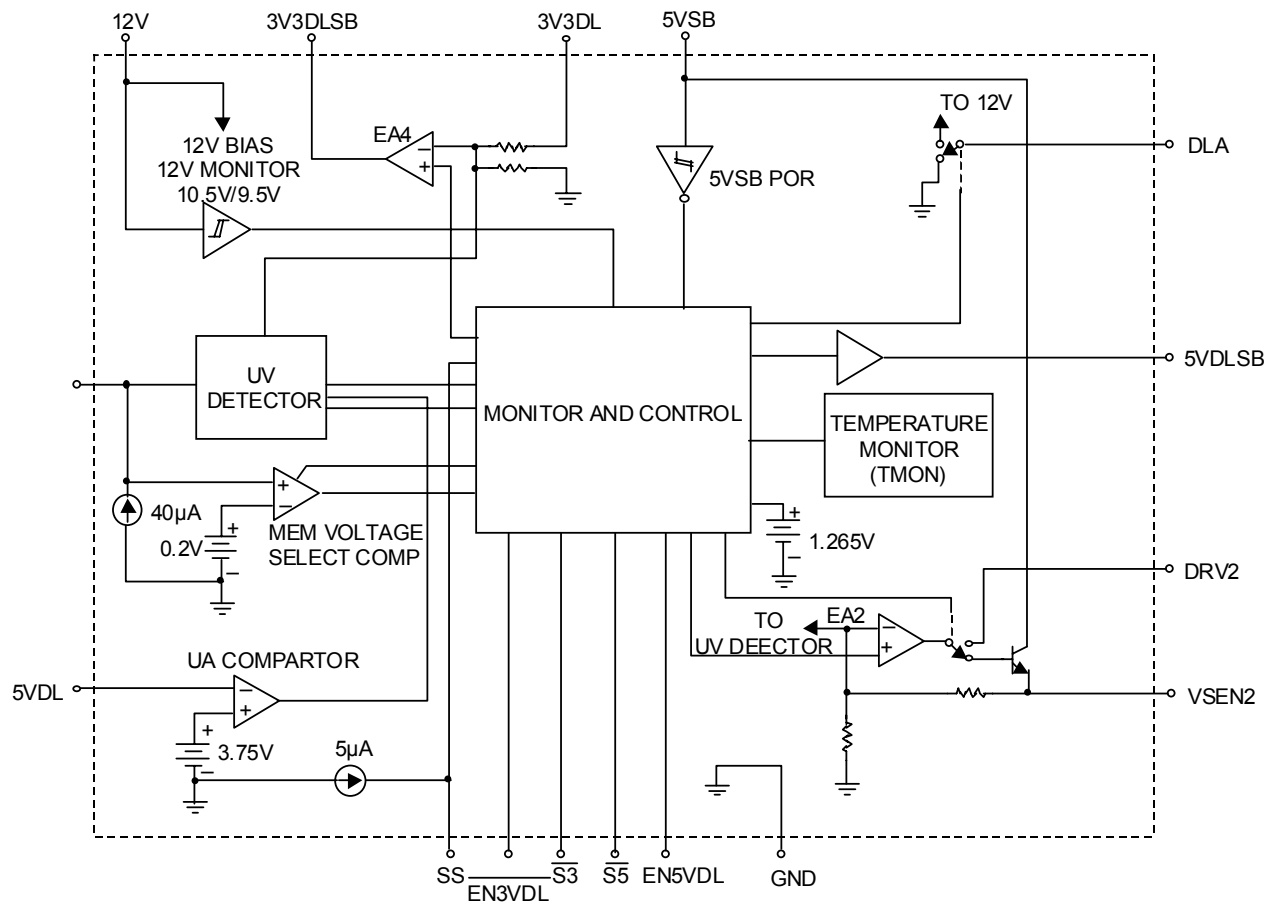 12V
3V3DLSB
3V3DL
5VSB
TO 12V
DLA
EA4
−
+
12V BIAS
12V MONITOR
10.5V/9.5V
5VSB POR
UV
DETECTOR
MONITOR AND CONTROL
5VDLSB
TEMPERATURE
MONITOR
(TMON)
+
−
40µA
+
0.2V
−
MEM VOLTAGE
SELECT COMP
+
1.265V
−
DRV2
TO
UV DEECTOR
EA2
−
+
UA COMPARTOR
5VDL
−
+
VSEN2
+
3.75V
−
5µA
SS
EN3VDL
S3
S5
EN5VDL
GND